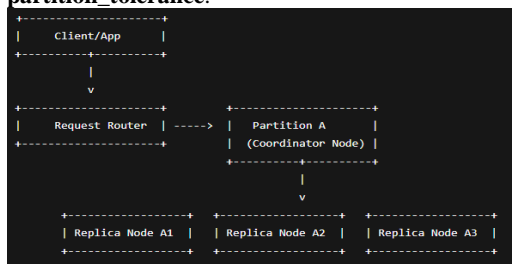 partition_tolerance.
Client/App
Request Router
Partition A
(Coordinator Node)
Replica Node A1
Replica Node A2
Replica Node A3